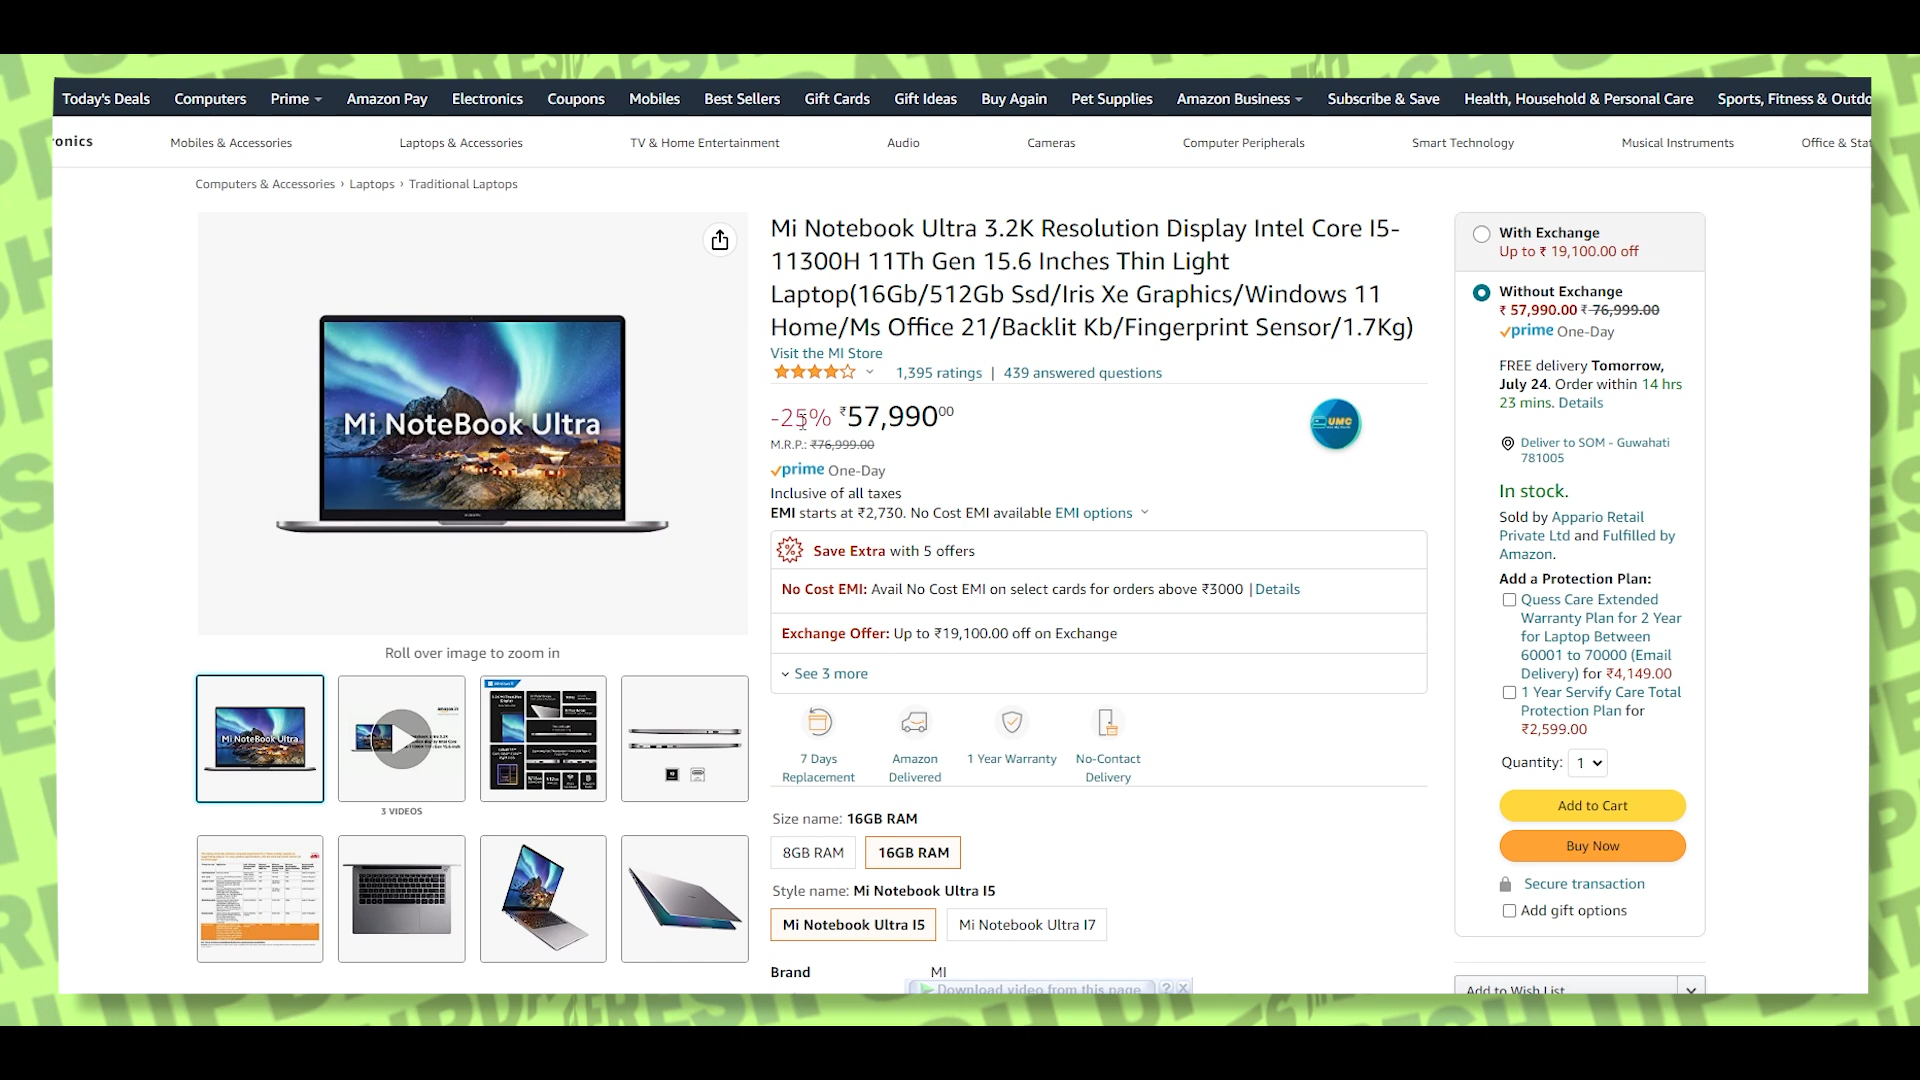 Today's Deals Computers Prime Amazon Pay Electronics Coupons Mobiles Best Sellers Gift Cards Gift Ideas Buy Again Pet Supplies Amazon Business Subscribe & Save Health, Household & Personal Care Sports, Fitness & Outdo
ronics Mobiles & Accessories Laptops & Accessories TV & Home Entertainment Audio Cameras Computer Peripherals Smart Technology Musical Instruments Office & Stat
Computers & Accessories › Laptops › Traditional Laptops
Mi NoteBook Ultra
Roll over image to zoom in
Mi NoteBook Ultra
3 VIDEOS
Mi Notebook Ultra 3.2K Resolution Display Intel Core I5-
11300H 11Th Gen 15.6 Inches Thin Light
Laptop(16Gb/512Gb Ssd/Iris Xe Graphics/Windows 11
Home/Ms Office 21/Backlit Kb/Fingerprint Sensor/1.7Kg)
Visit the MI Store
1,395 ratings | 439 answered questions
-25% ₹57,99000
M.R.P.: ₹76,999.00
UMC
prime One-Day
Inclusive of all taxes
EMI starts at ₹2,730. No Cost EMI available EMI options
Save Extra with 5 offers
No Cost EMI: Avail No Cost EMI on select cards for orders above ₹3000 |Details
Exchange Offer: Up to ₹19,100.00 off on Exchange
See 3 more
7 Days
Replacement
Amazon
Delivered
1 Year Warranty
No-Contact
Delivery
Size name: 16GB RAM
8GB RAM 16GB RAM
Style name: Mi Notebook Ultra I5
Mi Notebook Ultra I5 Mi Notebook Ultra I7
Brand MI
Download video from this page ? X
With Exchange
Up to ₹ 19,100.00 off
Without Exchange
₹ 57,990.00 ₹ 76,999.00
prime One-Day
FREE delivery Tomorrow,
July 24. Order within 14 hrs
23 mins. Details
Deliver to SOM - Guwahati
781005
In stock.
Sold by Appario Retail
Private Ltd and Fulfilled by
Amazon.
Add a Protection Plan:
Quess Care Extended
Warranty Plan for 2 Year
for Laptop Between
60001 to 70000 (Email
Delivery) for ₹4,149.00
1 Year Servify Care Total
Protection Plan for
₹2,599.00
Quantity: 1
Add to Cart
Buy Now
Secure transaction
Add gift options
Add to Wish List